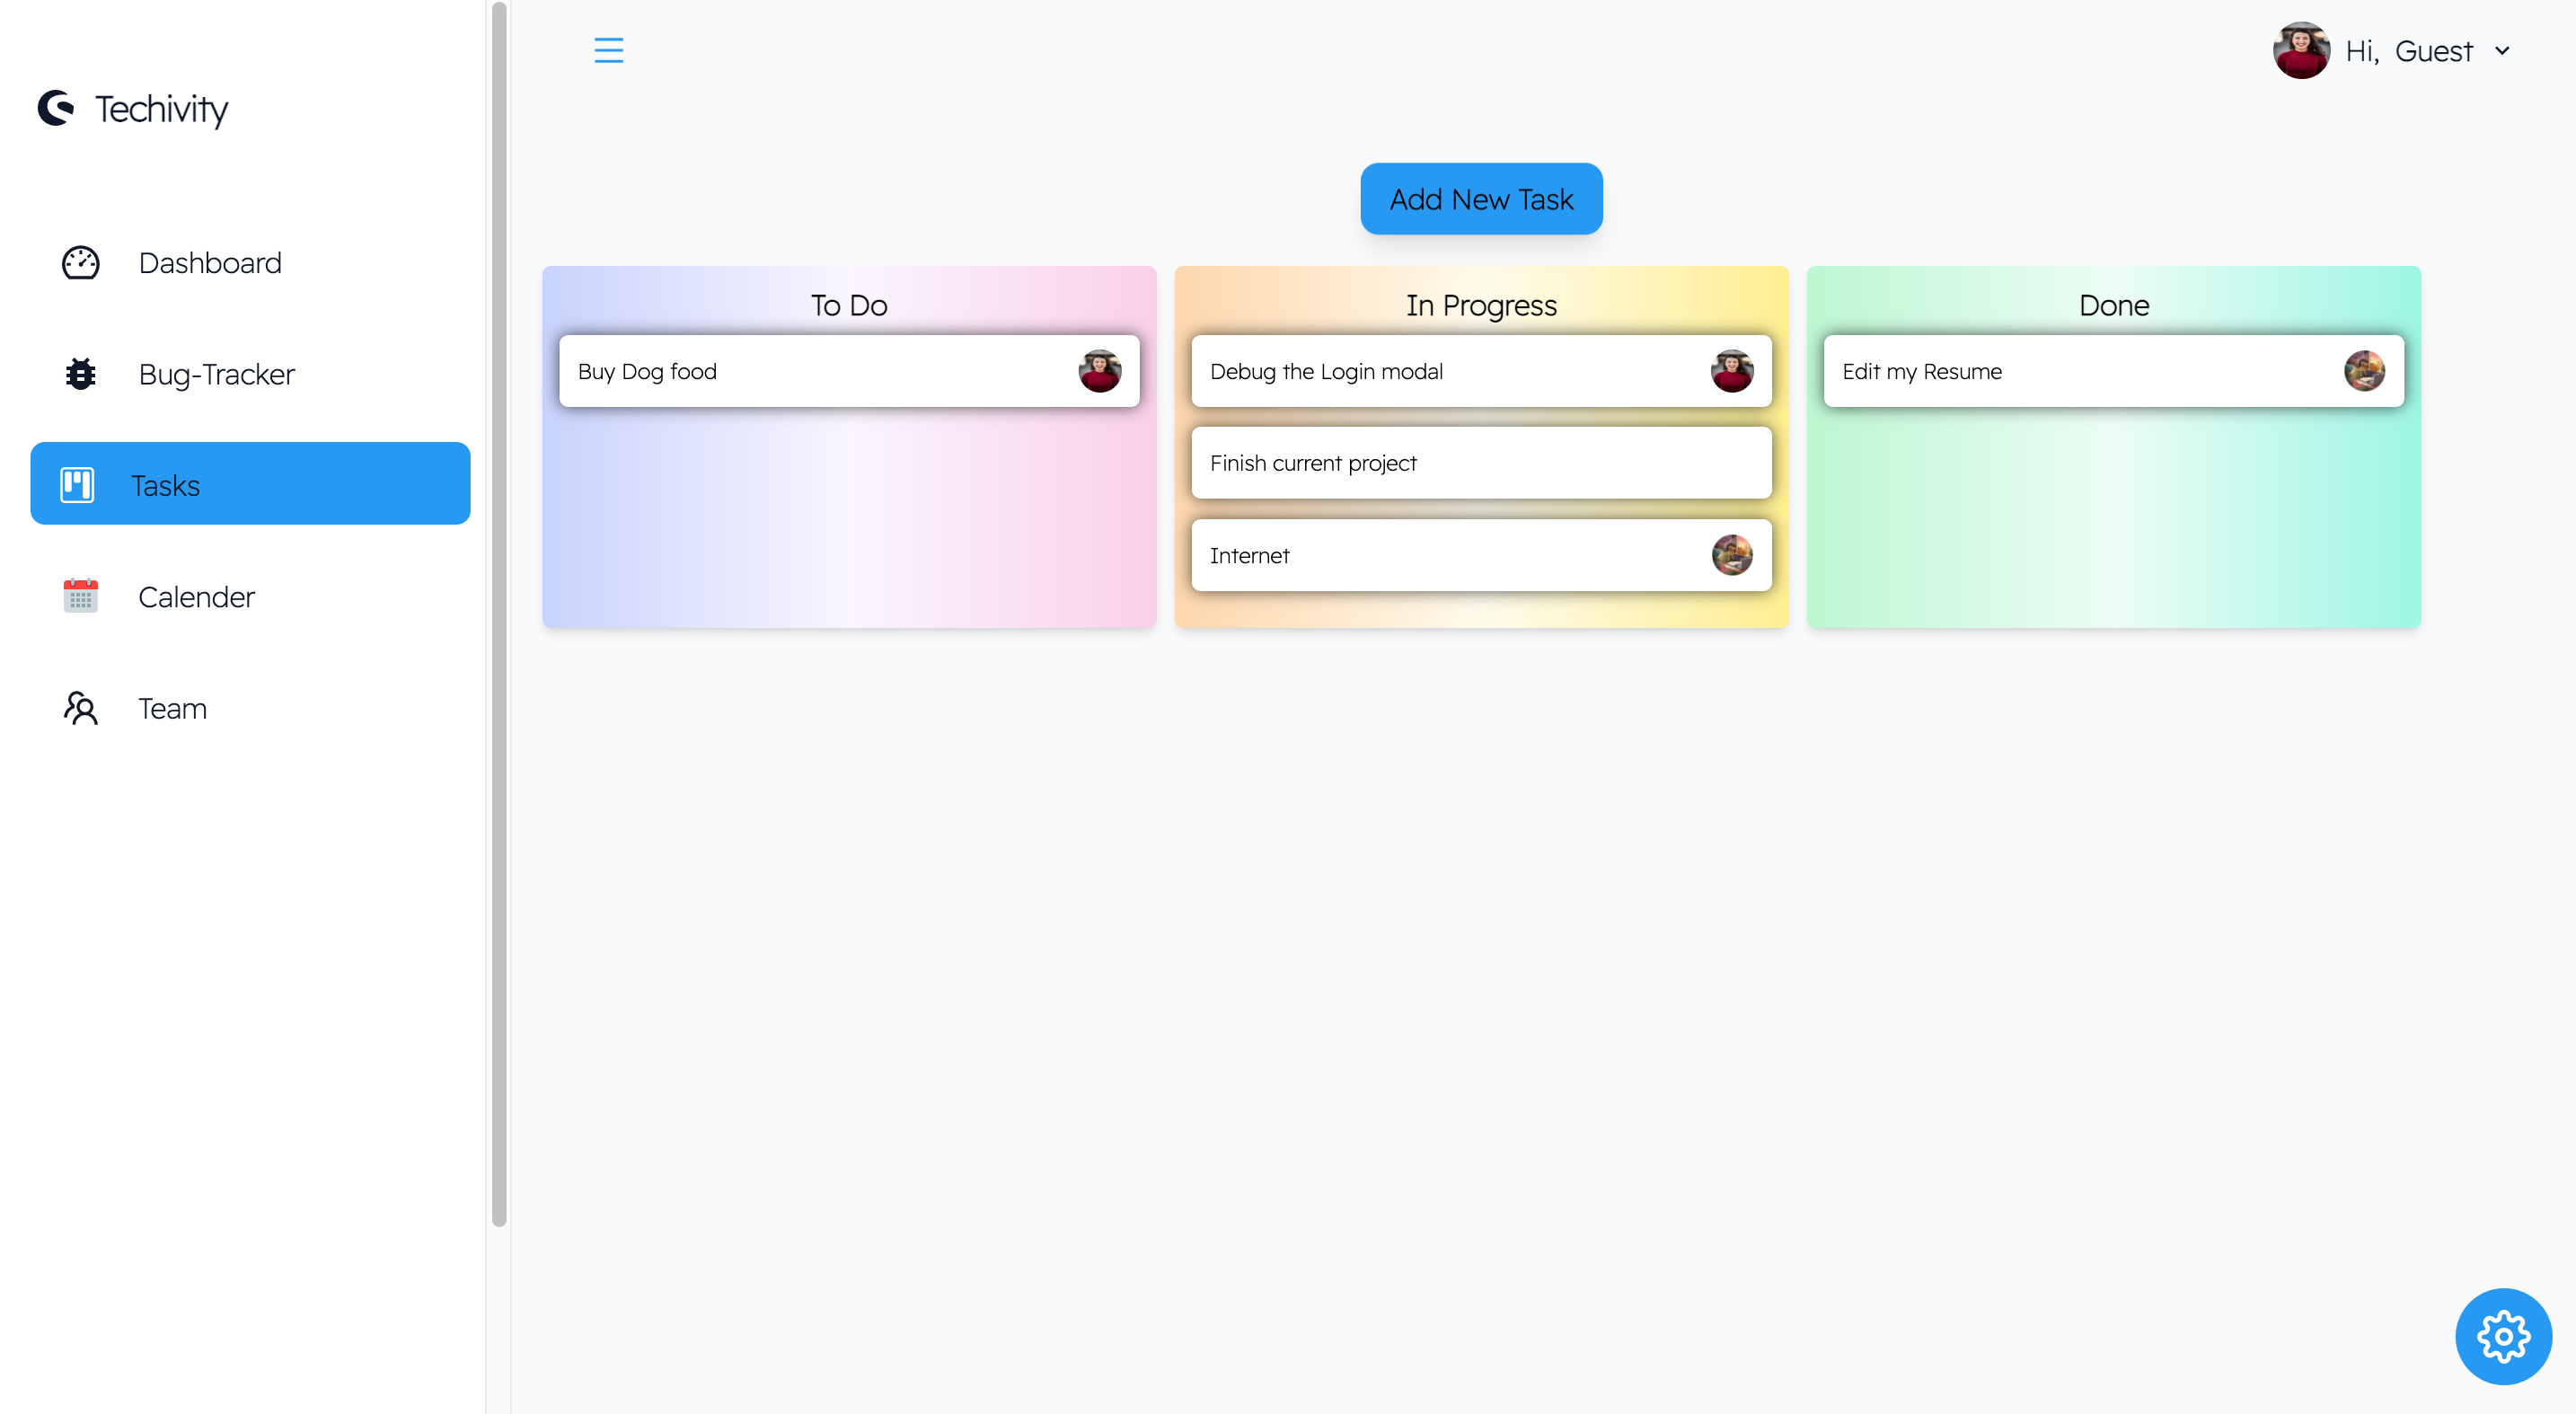 Techivity
Hi, Guest
Dashboard
Bug-Tracker
Tasks
Calender
Team
Add New Task
To Do
Buy Dog food
In Progress
Debug the Login modal
Finish current project
Internet
Done
Edit my Resume